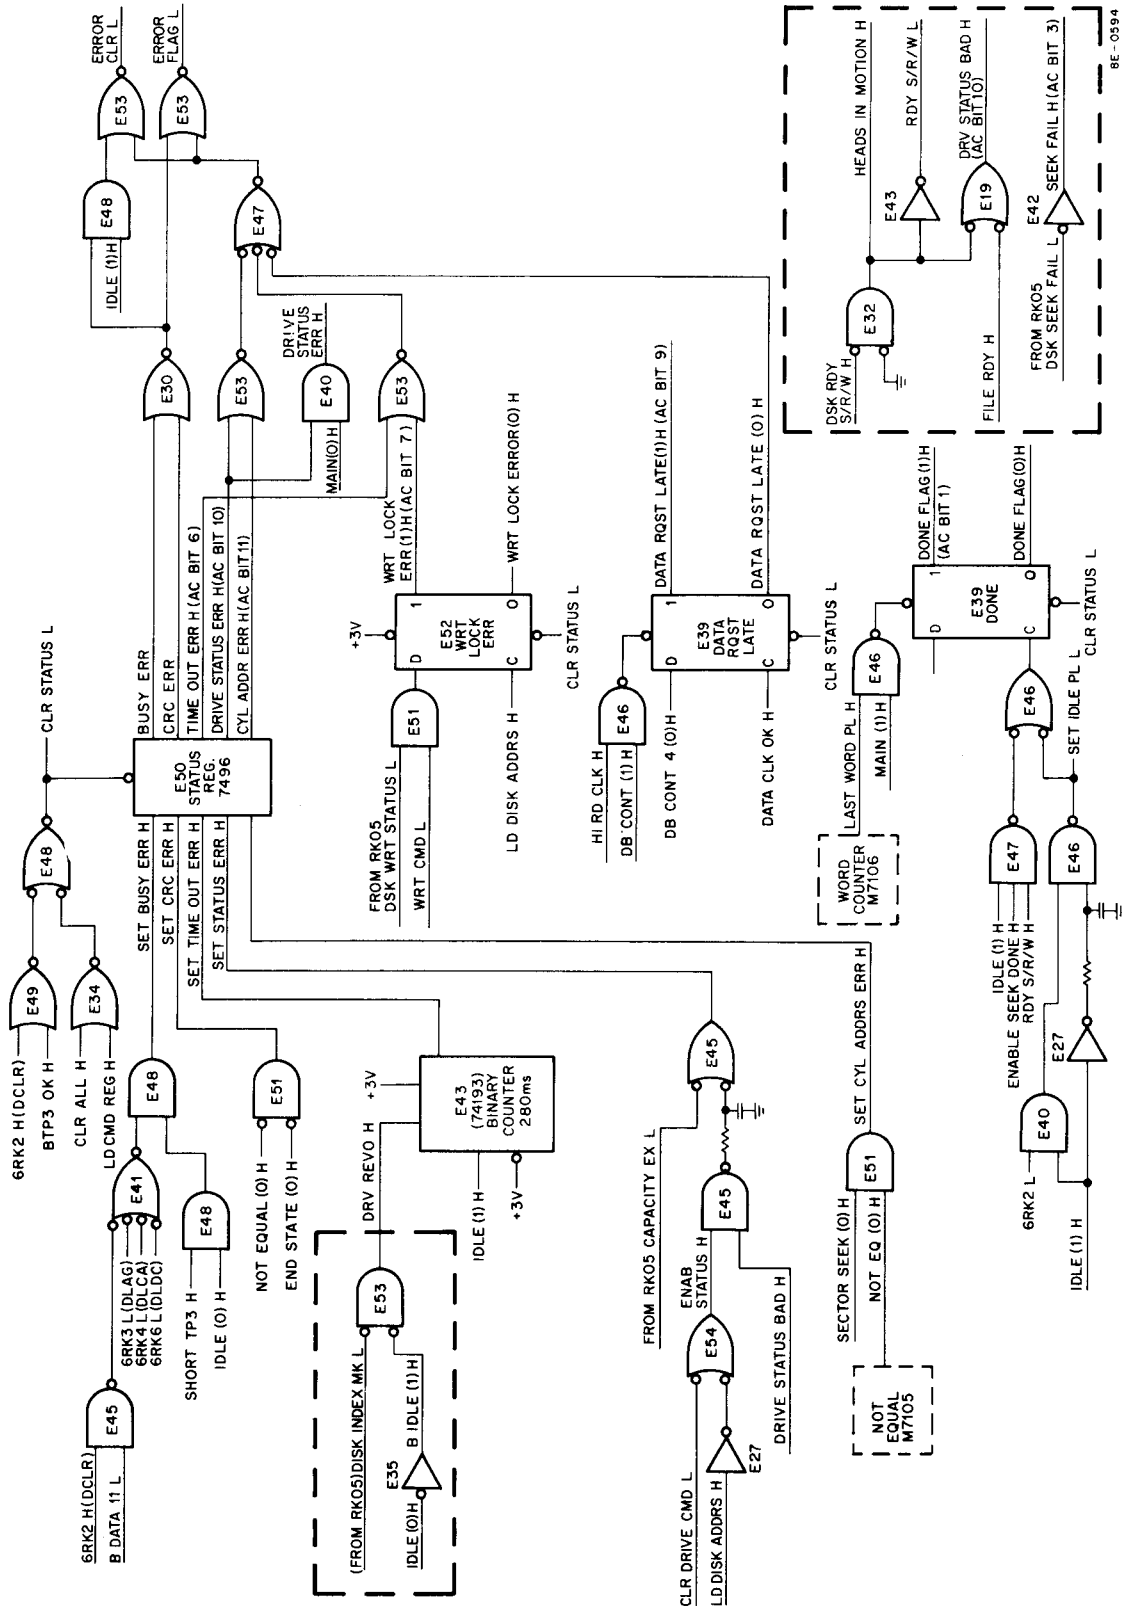 6RK2 H(DCLR)
B DATA 11 L
E45
6RK3 L(DLAG)
6RK4 L(DLCA)
6RK6 L(DLDC)
E41
SHORT TP3 H
IDLE (0) H
E48
E48
6RK2 H(DCLR)
BTP3 OK H
E49
CLR ALL H
LDCMD REG H
E34
E48
CLR STATUS L
NOT EQUAL (0) H
END STATE (0) H
E51
SET BUSY ERR H
SET CRC ERR H
SET TIME OUT ERR H
SET STATUS ERR H
E50
STATUS
REG.
7496
BUSY ERR
CRC ERR
TIME OUT ERR H (AC BIT 6)
DRIVE STATUS ERR H(AC BIT 10)
CYL ADDR ERR H(AC BIT11)
E30
E53
MAIN(0) H
E40
DRIVE
STATUS
ERR H
E53
IDLE (1)H
E48
E47
E53
ERROR
CLR L
E53
ERROR
FLAG L
(FROM RK05)DISK INDEX MK L
IDLE(0)H
E35
B IDLE (1) H
E53
DRV REVO H
IDLE (1) H
+3V
+3V
E43
(74193)
BINARY
COUNTER
280ms
FROM RK05
DSK WRT STATUS L
WRT CMD L
E51
LD DISK ADDRS H
+3V
D
C
1
0
E52
WRT
LOCK
ERR
WRT LOCK
ERR(1)H(AC BIT 7)
WRT LOCK ERROR(0) H
CLR STATUS L
HI RD CLK H
DB CONT (1) H
E46
DB CONT 4 (0)H
DATA CLK OK H
D
C
1
0
E39
DATA
RQST
LATE
DATA RQST LATE(1)H (AC BIT 9)
DATA RQST LATE (0) H
CLR STATUS L
CLR DRIVE CMD L
LD DISK ADDRS H
E27
E54
ENAB
STATUS H
DRIVE STATUS BAD H
E45
FROM RK05 CAPACITY EX L
E45
SECTOR SEEK (0) H
NOT EQ (0) H
NOT
EQUAL
M7105
E51
SET CYL ADDRS ERR H
WORD
COUNTER
M7106
LAST WORD PL H
MAIN (1) H
E46
D
C
1
0
E39
DONE
DONE FLAG (1)H
(AC BIT 1)
DONE FLAG(0)H
CLR STATUS L
IDLE (1) H
ENABLE SEEK DONE H
RDY S/R/W H
E47
E46
SET IDLE PL L
6RK2 L
IDLE (1) H
E40
E27
E46
DSK RDY
S/R/W H
E32
HEADS IN MOTION H
E43
RDY S/R/W L
FILE RDY H
E19
DRV STATUS BAD H
(AC BIT10)
FROM RK05
DSK SEEK FAIL L
E42
SEEK FAIL H(AC BIT 3)
8E-0594